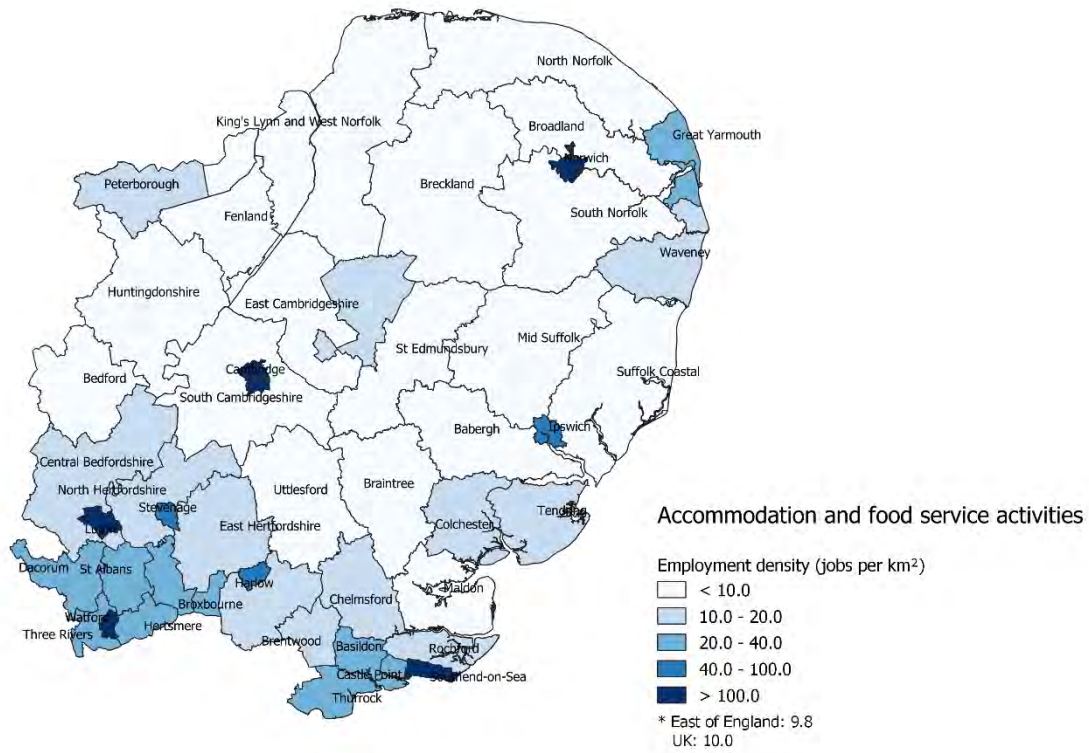 North Norfolk
King's Lynn and West Norfolk
Broadland
Great Yarmouth
Norwich
Peterborough
Breckland
Fenland
South Norfolk
Waveney
Huntingdonshire
East Cambridgeshire
Mid Suffolk
St Edmundsbury
Suffolk Coastal
Cambridge
Bedford
South Cambridgeshire
Ipswich
Babergh
Central Bedfordshire
Braintree
North Hertfordshire
Uttlesford
Stevenage
Tendring
Colchester
East Hertfordshire
Luton
Dacorum
St Albans
Harlow
Maldon
Broxbourne
Chelmsford
Watford
Hertsmere
Three Rivers
Brentwood
Basildon
Rochford
Castle Point
Southend-on-Sea
Thurrock
Accommodation and food service activities
Employment density (jobs per km²)
< 10.0
10.0 - 20.0
20.0 - 40.0
40.0 - 100.0
> 100.0
* East of England: 9.8
UK: 10.0